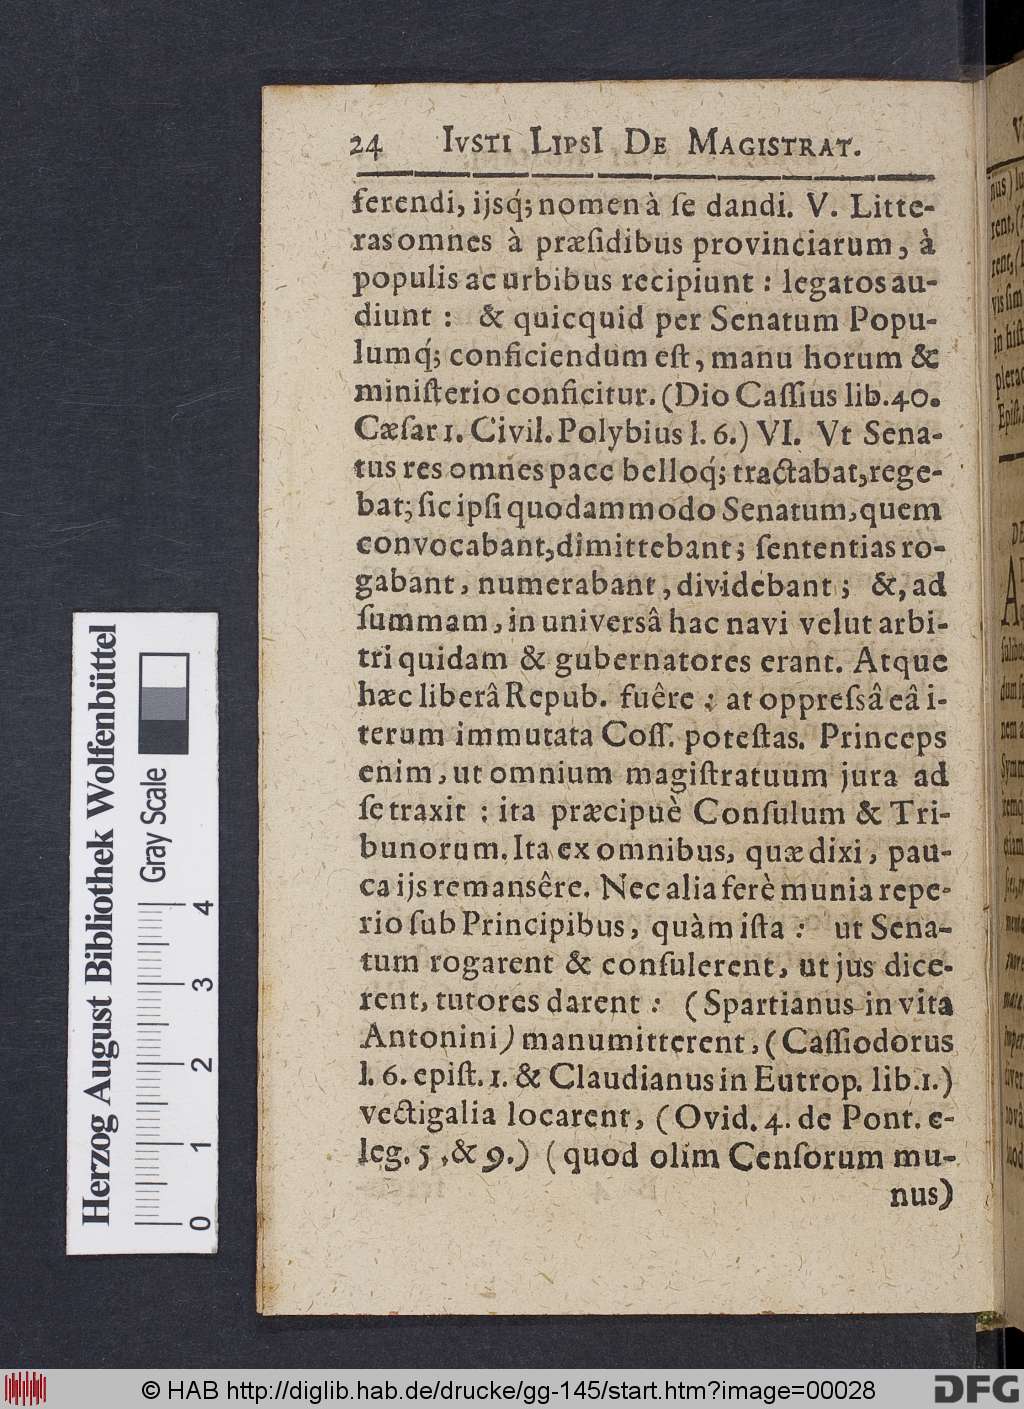 24 IVSTI LIPSI DE MAGISTRAT.
ferendi, ijsq́; nomen à ſe dandi. V. Litte-
ras omnes à præſidibus provinciarum, à
populis ac urbibus recipiunt : legatos au-
diunt : & quicquid per Senatum Popu-
lumq́; conficiendum eſt, manu horum &
miniſterio conficitur. (Dio Caſſius lib. 40.
Cæſar 1. Civil. Polybius l. 6.) VI. Vt Sena-
tus res omnes pace belloq́; tractabat, rege-
bat; ſic ipſi quodammodo Senatum, quem
convocabant, dimittebant; ſententias ro-
gabant, numerabant, dividebant; &, ad
ſummam, in universâ hac navi velut arbi-
tri quidam & gubernatores erant. Atque
hæc liberâ Repub. fuêre : at oppreſsâ eâ i-
terum immutata Coſſ. poteſtas. Princeps
enim, ut omnium magiſtratuum jura ad
ſe traxit : ita præcipuè Conſulum & Tri-
bunorum. Ita ex omnibus, quæ dixi, pau-
ca ijs remansêre. Nec alia ferè munia repe-
rio ſub Principibus, quàm iſta : ut Sena-
tum rogarent & conſulerent, ut jus dice-
rent, tutores darent : (Spartianus in vita
Antonini) manumitterent, (Caſſiodorus
l. 6. epiſt. 1. & Claudianus in Eutrop. lib. 1.)
vectigalia locarent, (Ovid. 4. de Pont. e-
leg. 5, & 9.) (quod olim Cenſorum mu-
nus)
Herzog August Bibliothek Wolfenbüttel
Gray Scale
0 1 2 3 4
© HAB http://diglib.hab.de/drucke/gg-145/start.htm?image=00028
DFG